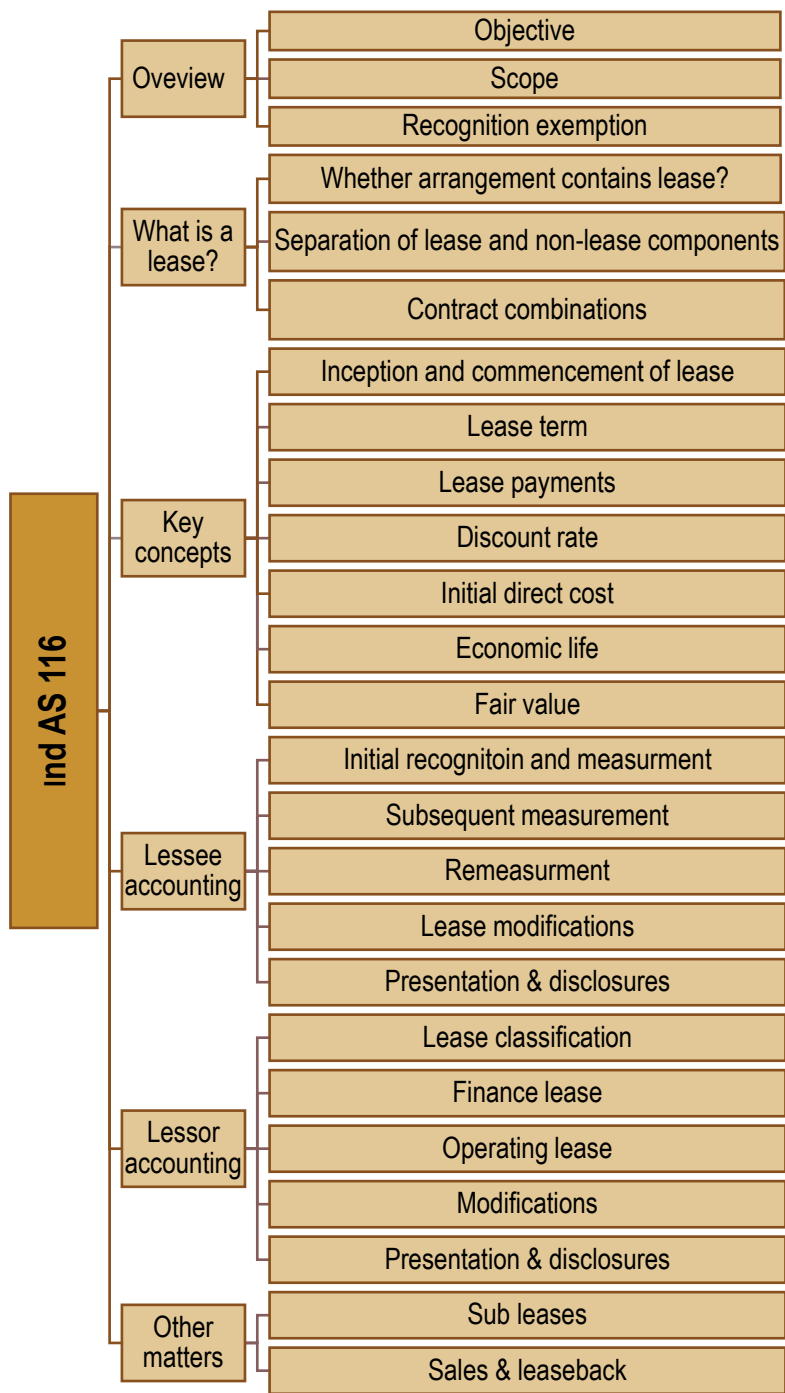 ind AS 116
Oveview
Objective
Scope
Recognition exemption
What is a
lease?
Whether arrangement contains lease?
Separation of lease and non-lease components
Contract combinations
Key
concepts
Inception and commencement of lease
Lease term
Lease payments
Discount rate
Initial direct cost
Economic life
Fair value
Lessee
accounting
Initial recognitoin and measurment
Subsequent measurement
Remeasurment
Lease modifications
Presentation & disclosures
Lessor
accounting
Lease classification
Finance lease
Operating lease
Modifications
Presentation & disclosures
Other
matters
Sub leases
Sales & leaseback